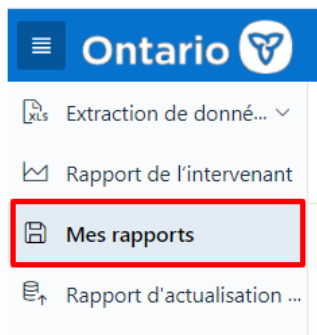 Ontario
XLS
Extraction de donné...
Rapport de l'intervenant
Mes rapports
Rapport d'actualisation ...